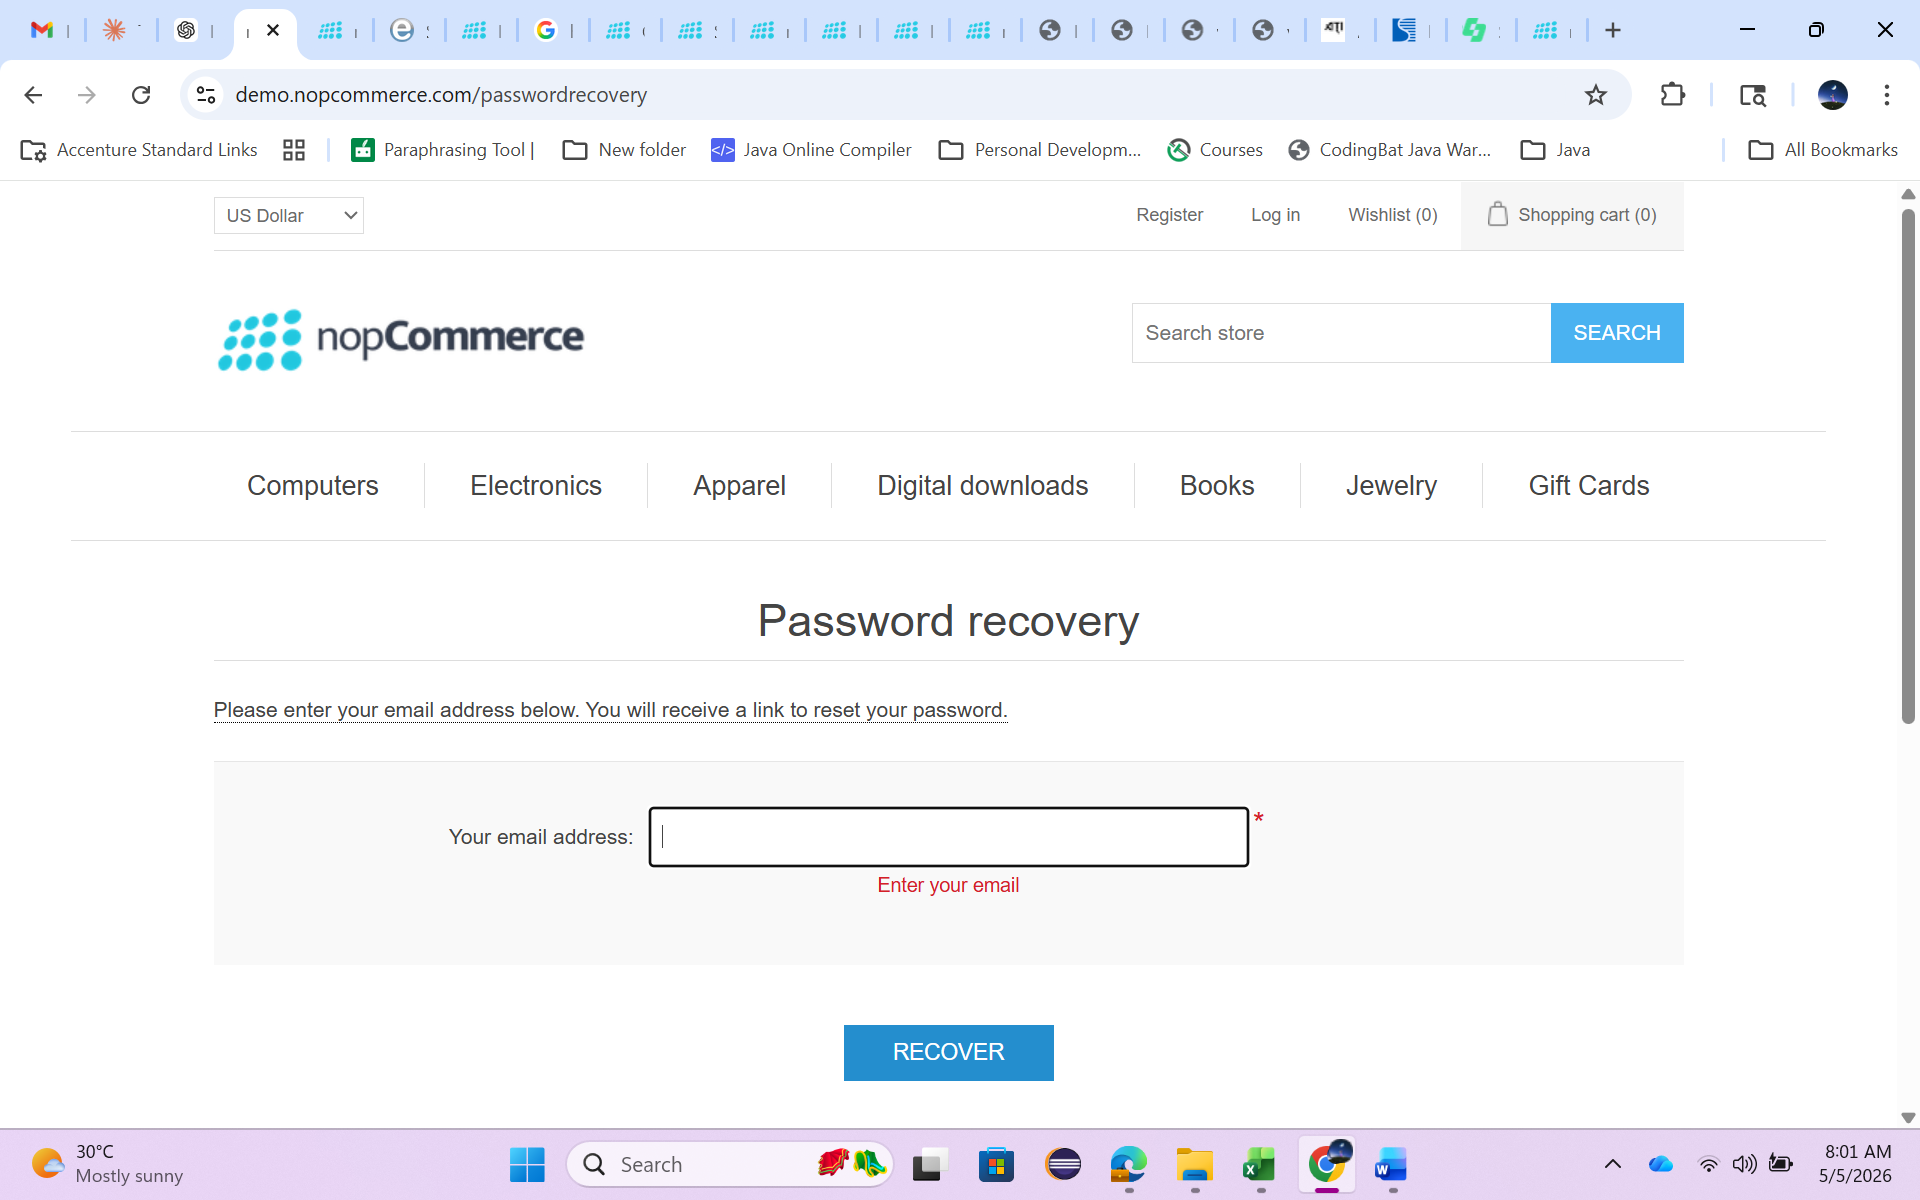 demo.nopcommerce.com/passwordrecovery
Accenture Standard Links
Paraphrasing Tool |
New folder
Java Online Compiler
Personal Developm...
Courses
CodingBat Java War...
Java
All Bookmarks
US Dollar
Register
Log in
Wishlist (0)
Shopping cart (0)
nopCommerce
Search store
SEARCH
Computers
Electronics
Apparel
Digital downloads
Books
Jewelry
Gift Cards
Password recovery
Please enter your email address below. You will receive a link to reset your password.
Your email address:
*
Enter your email
RECOVER
30°C
Mostly sunny
Search
8:01 AM
5/5/2026